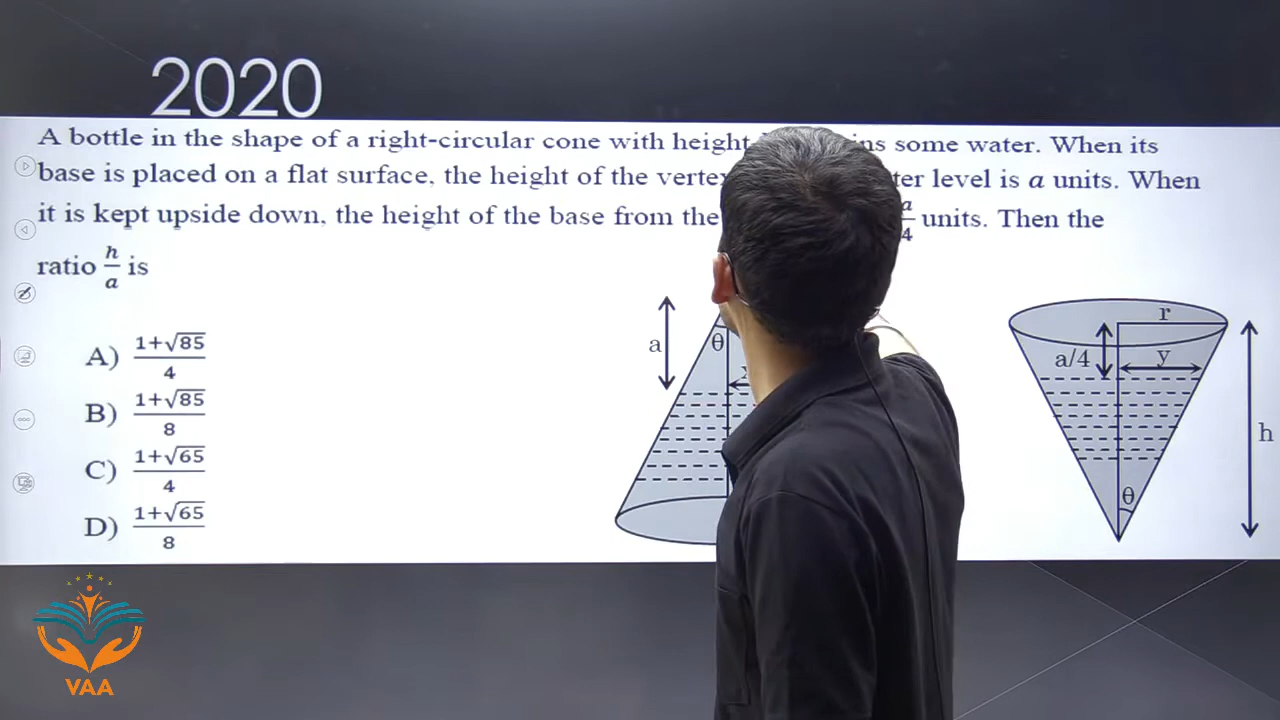 2020
A bottle in the shape of a right-circular cone with height some water. When its
base is placed on a flat surface, the height of the level is a units. When
it is kept upside down, the height of the base from the a/4 units. Then the
ratio h/a is
A) (1+√85)/4
B) (1+√85)/8
C) (1+√65)/4
D) (1+√65)/8
a
θ
r
a/4
y
h
θ
VAA